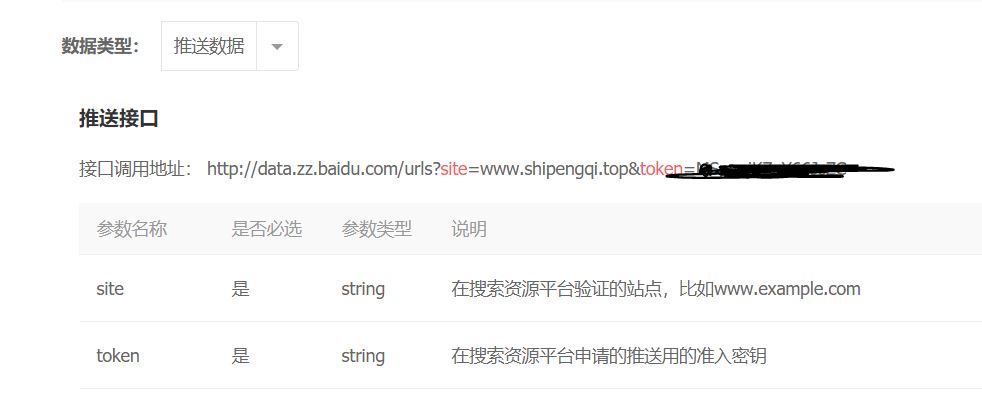 数据类型： 推送数据
推送接口
接口调用地址： http://data.zz.baidu.com/urls?site=www.shipengqi.top&token=
参数名称 是否必选 参数类型 说明
site 是 string 在搜索资源平台验证的站点，比如www.example.com
token 是 string 在搜索资源平台申请的推送用的准入密钥